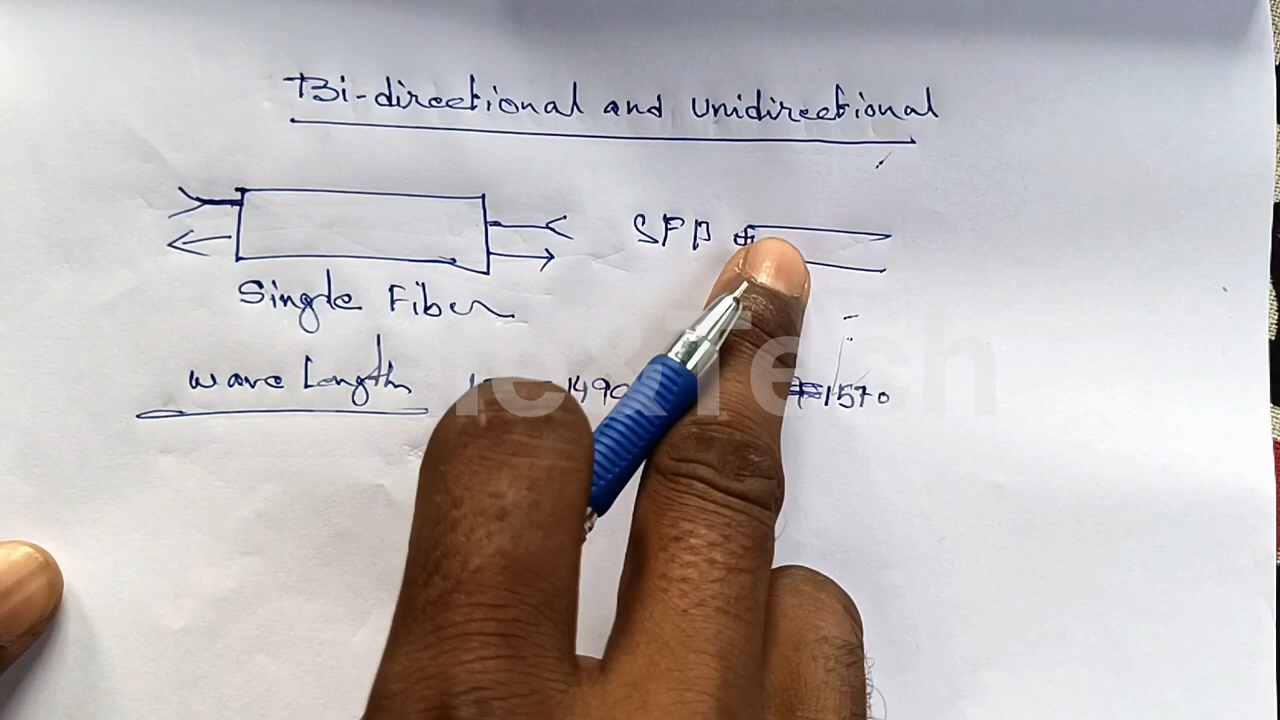 Bi-directional and Unidirectional
SFP
Single Fiber
Wave Length 1490 1570